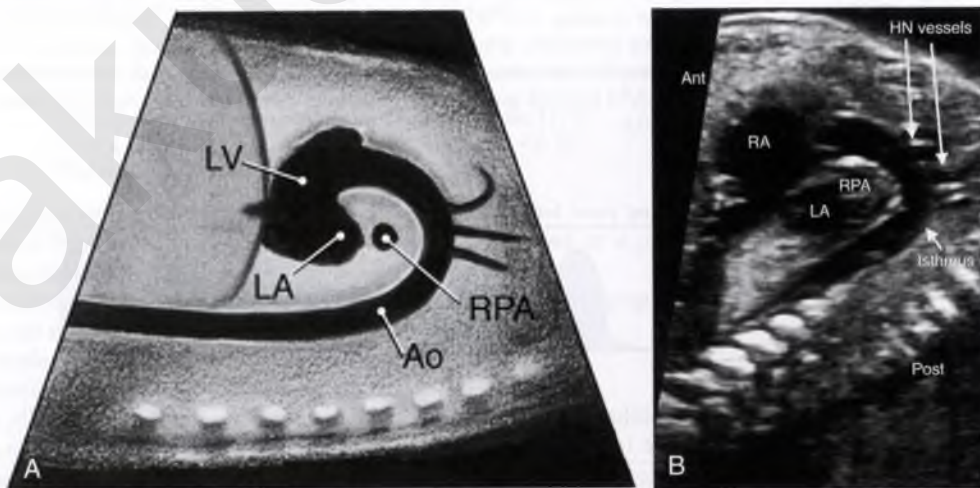 LV
LA
RPA
Ao
A
HN vessels
Ant
RA
RPA
LA
Isthmus
Post
B